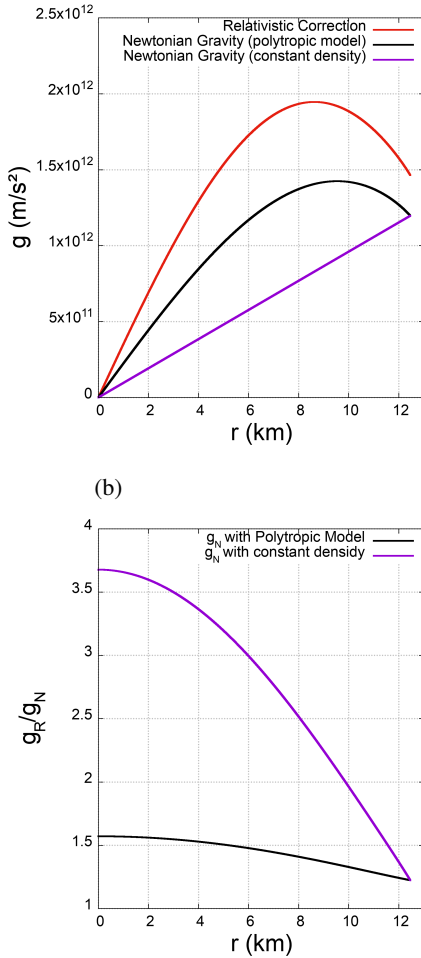 2.5x10¹²
2x10¹²
1.5x10¹²
1x10¹²
5x10¹¹
0
g (m/s²)
Relativistic Correction
Newtonian Gravity (polytropic model)
Newtonian Gravity (constant density)
0 2 4 6 8 10 12
r (km)
(b)
4
3.5
3
2.5
2
1.5
1
g_R/g_N
g_N with Polytropic Model
g_N with constant densidy
0 2 4 6 8 10 12
r (km)